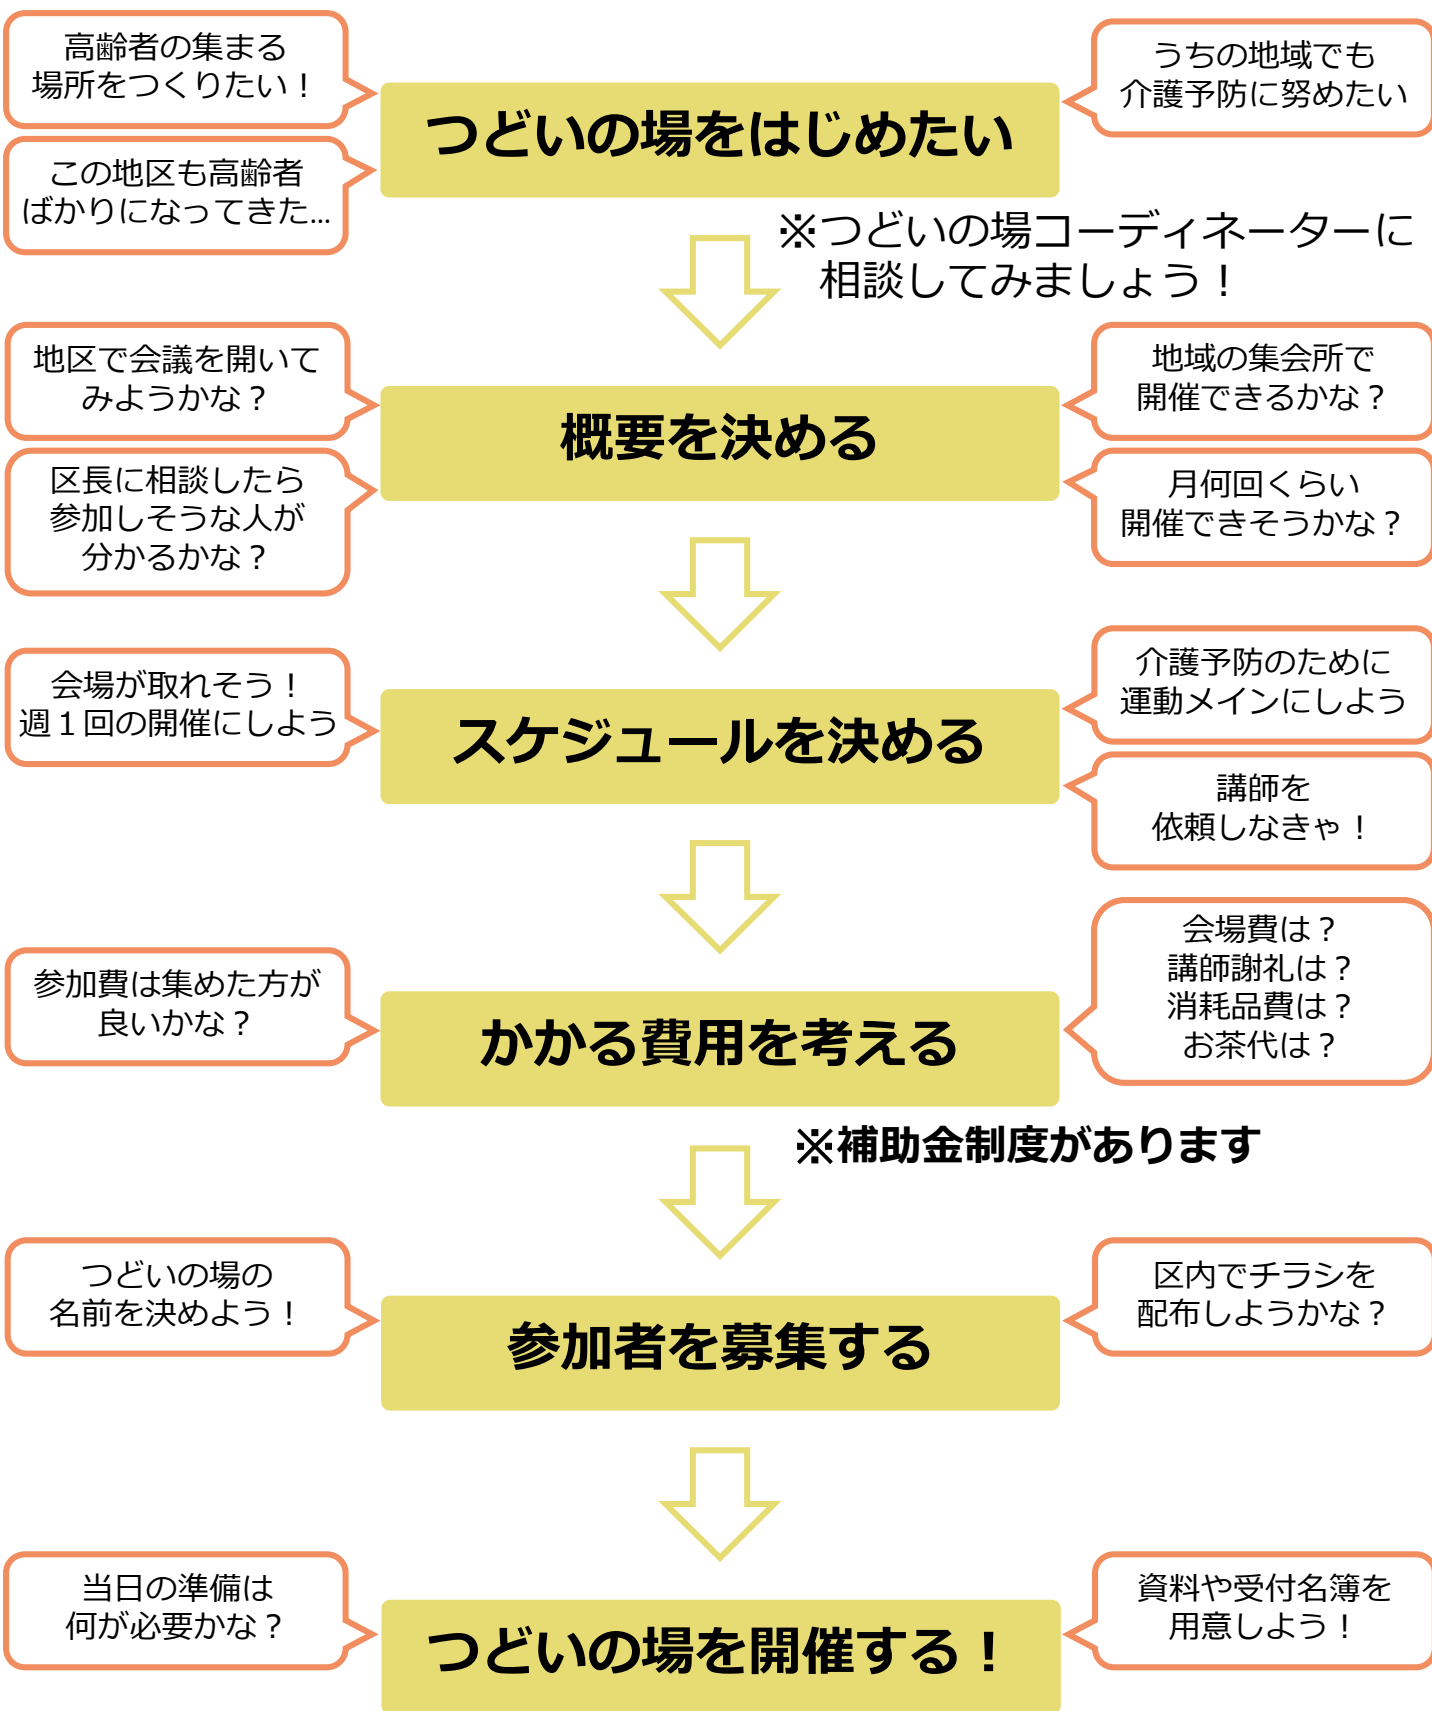 高齢者の集まる
場所をつくりたい！
うちの地域でも
介護予防に努めたい
つどいの場をはじめたい
この地区も高齢者
ばかりになってきた…
※つどいの場コーディネーターに
相談してみましょう！
地区で会議を開いて
みようかな？
地域の集会所で
開催できるかな？
概要を決める
区長に相談したら
参加しそうな人が
分かるかな？
月何回くらい
開催できそうかな？
会場が取れそう！
週１回の開催にしよう
介護予防のために
運動メインにしよう
スケジュールを決める
講師を
依頼しなきゃ！
参加費は集めた方が
良いかな？
会場費は？
講師謝礼は？
消耗品費は？
お茶代は？
かかる費用を考える
※補助金制度があります
つどいの場の
名前を決めよう！
区内でチラシを
配布しようかな？
参加者を募集する
当日の準備は
何が必要かな？
資料や受付名簿を
用意しよう！
つどいの場を開催する！